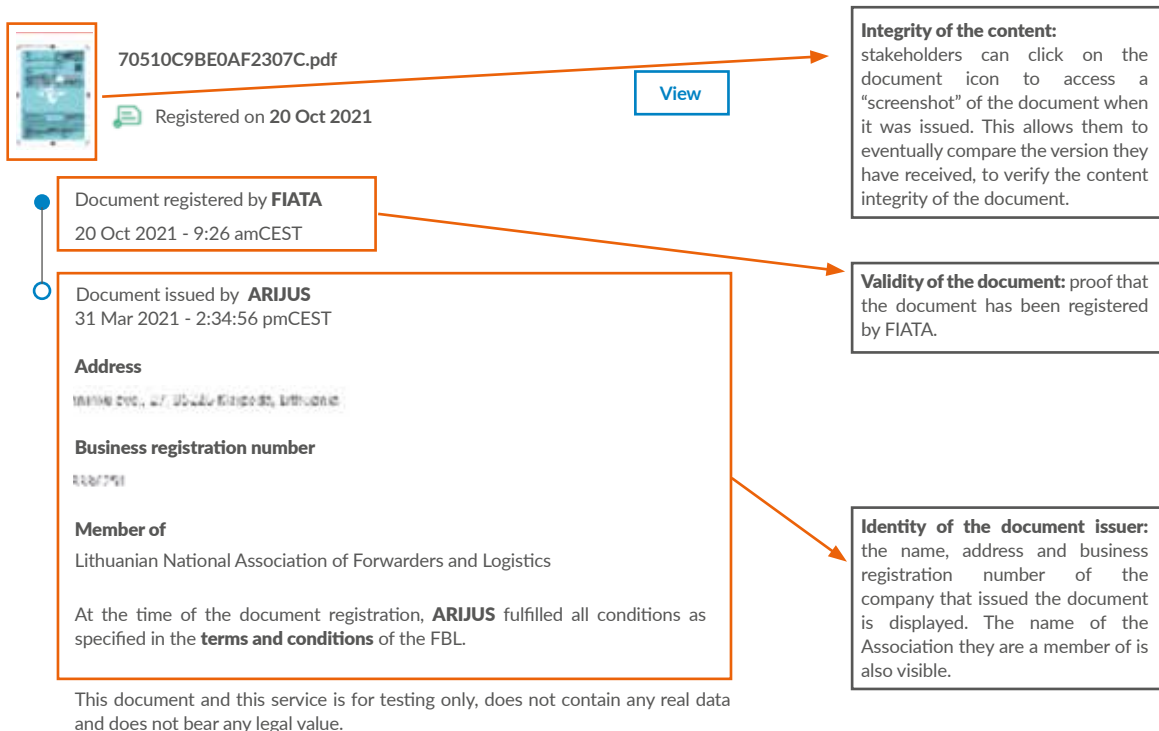 70510C9BE0AF2307C.pdf
View
Registered on 20 Oct 2021
Document registered by FIATA
20 Oct 2021 - 9:26 amCEST
Document issued by ARIJUS
31 Mar 2021 - 2:34:56 pmCEST
Address
Business registration number
Member of
Lithuanian National Association of Forwarders and Logistics
At the time of the document registration, ARIJUS fulfilled all conditions as
specified in the terms and conditions of the FBL.
This document and this service is for testing only, does not contain any real data
and does not bear any legal value.
Integrity of the content:
stakeholders can click on the
document icon to access a
“screenshot” of the document when
it was issued. This allows them to
eventually compare the version they
have received, to verify the content
integrity of the document.
Validity of the document: proof that
the document has been registered
by FIATA.
Identity of the document issuer:
the name, address and business
registration number of the
company that issued the document
is displayed. The name of the
Association they are a member of is
also visible.